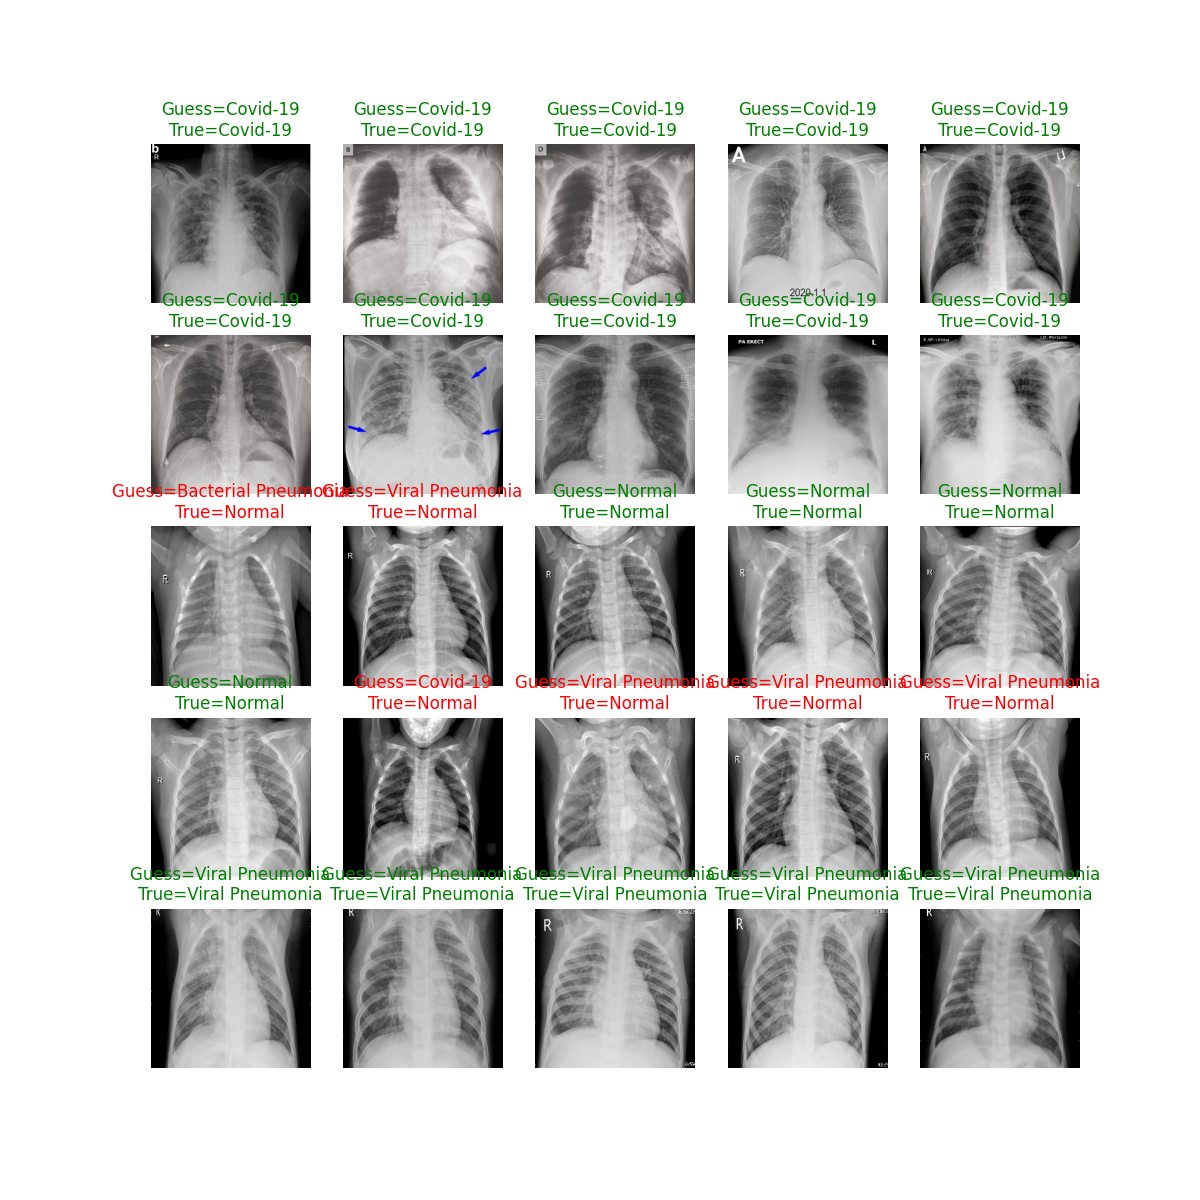 Guess=Covid-19 Guess=Covid-19 Guess=Covid-19 Guess=Covid-19 Guess=Covid-19
True=Covid-19 True=Covid-19 True=Covid-19 True=Covid-19 True=Covid-19
b B D A A
R
2020.1.1
Guess=Covid-19 Guess=Covid-19 Guess=Covid-19 Guess=Covid-19 Guess=Covid-19
True=Covid-19 True=Covid-19 True=Covid-19 True=Covid-19 True=Covid-19
PA ERECT L
Guess=Bacterial Pneumonia Guess=Viral Pneumonia Guess=Normal Guess=Normal Guess=Normal
True=Normal True=Normal True=Normal True=Normal True=Normal
R R R R R
Guess=Normal Guess=Covid-19 Guess=Viral Pneumonia Guess=Viral Pneumonia Guess=Viral Pneumonia
True=Normal True=Normal True=Normal True=Normal True=Normal
R R R
Guess=Viral Pneumonia Guess=Viral Pneumonia Guess=Viral Pneumonia Guess=Viral Pneumonia Guess=Viral Pneumonia
True=Viral Pneumonia True=Viral Pneumonia True=Viral Pneumonia True=Viral Pneumonia True=Viral Pneumonia
R R R R R